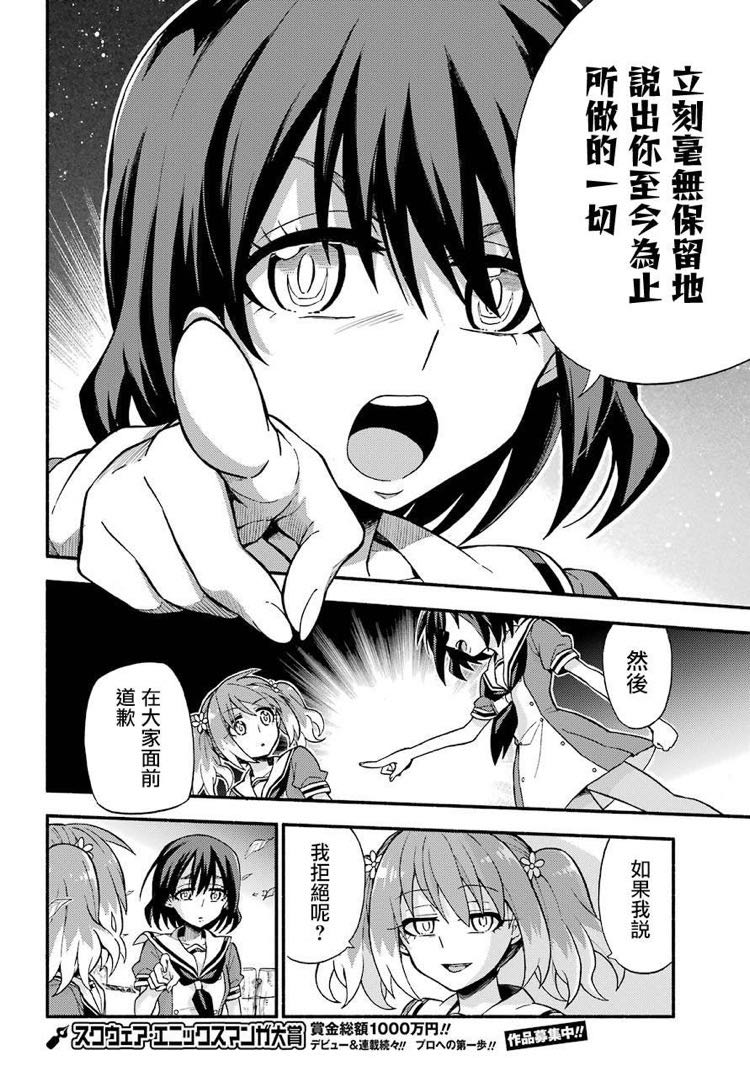 立刻毫無保留地
說出你至今為止
所做的一切
然後
在大家面前
道歉
如果我説
我拒絕呢？
スクウェア・エニックスマンガ大賞
賞金総額1000万円!!
デビュー&連載続々!! プロへの第一歩!!
作品募集中!!